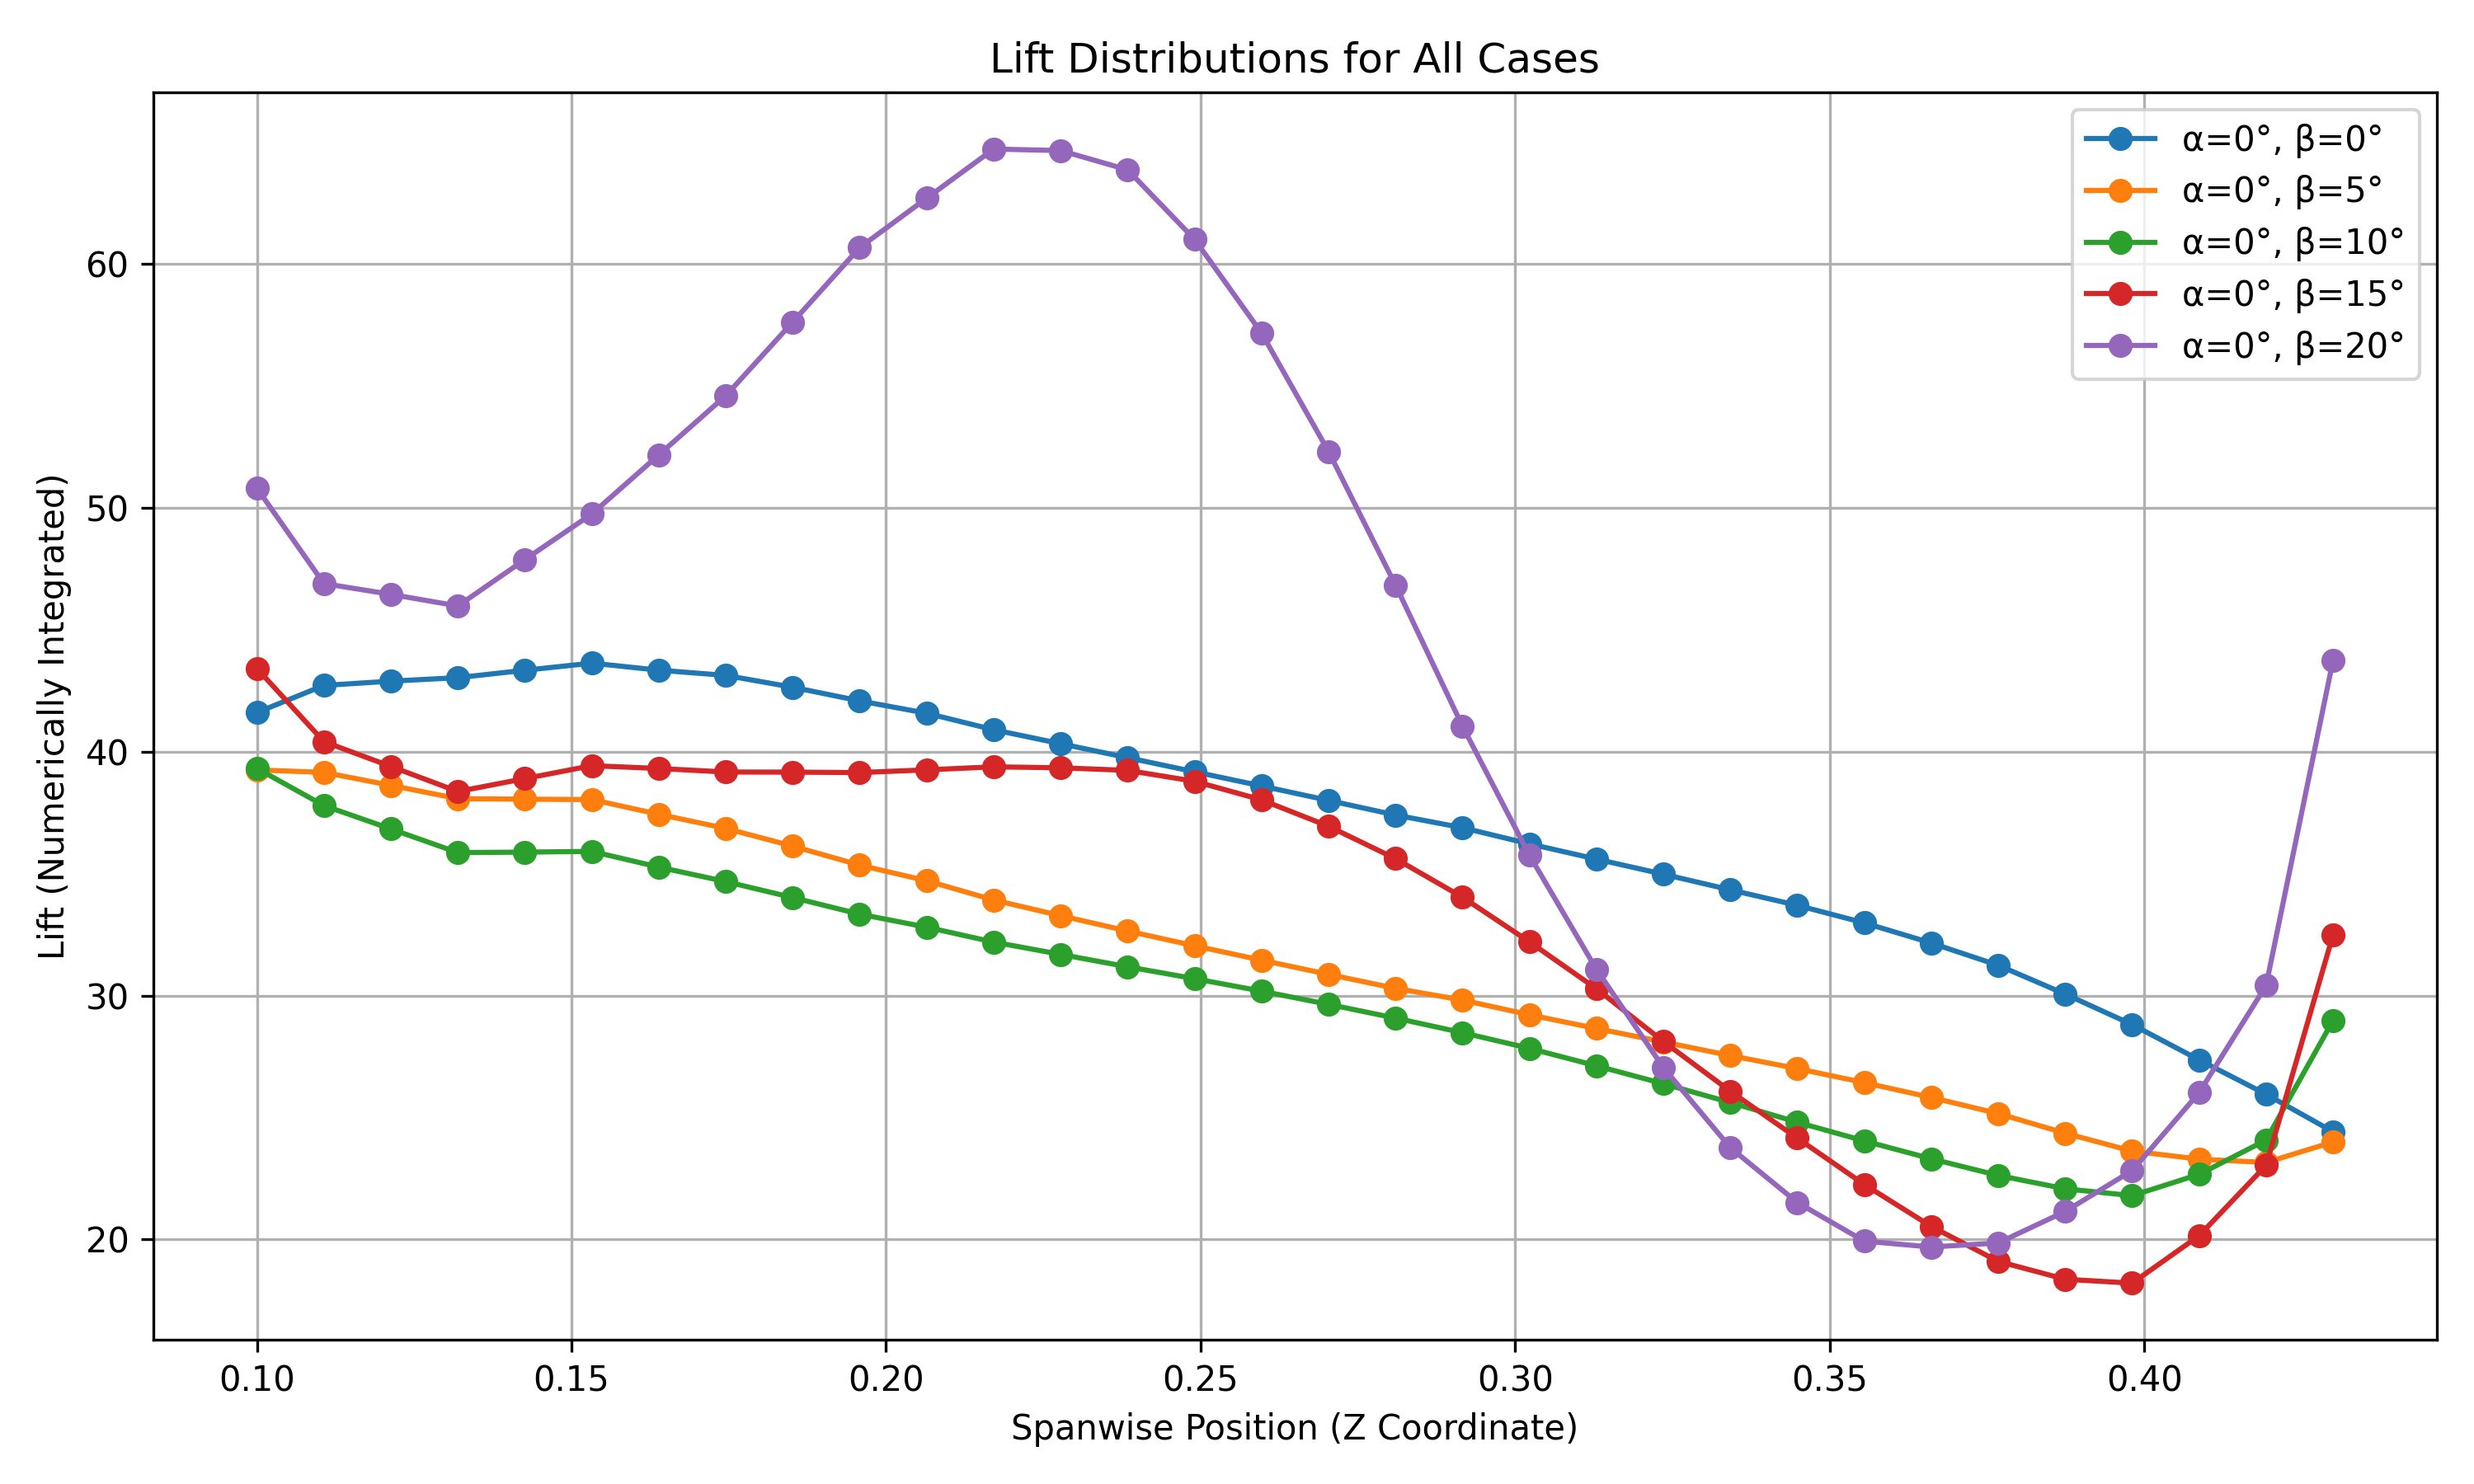 Lift Distributions for All Cases
α=0°, β=0°
α=0°, β=5°
α=0°, β=10°
α=0°, β=15°
α=0°, β=20°
Lift (Numerically Integrated)
60
50
40
30
20
0.10 0.15 0.20 0.25 0.30 0.35 0.40
Spanwise Position (Z Coordinate)